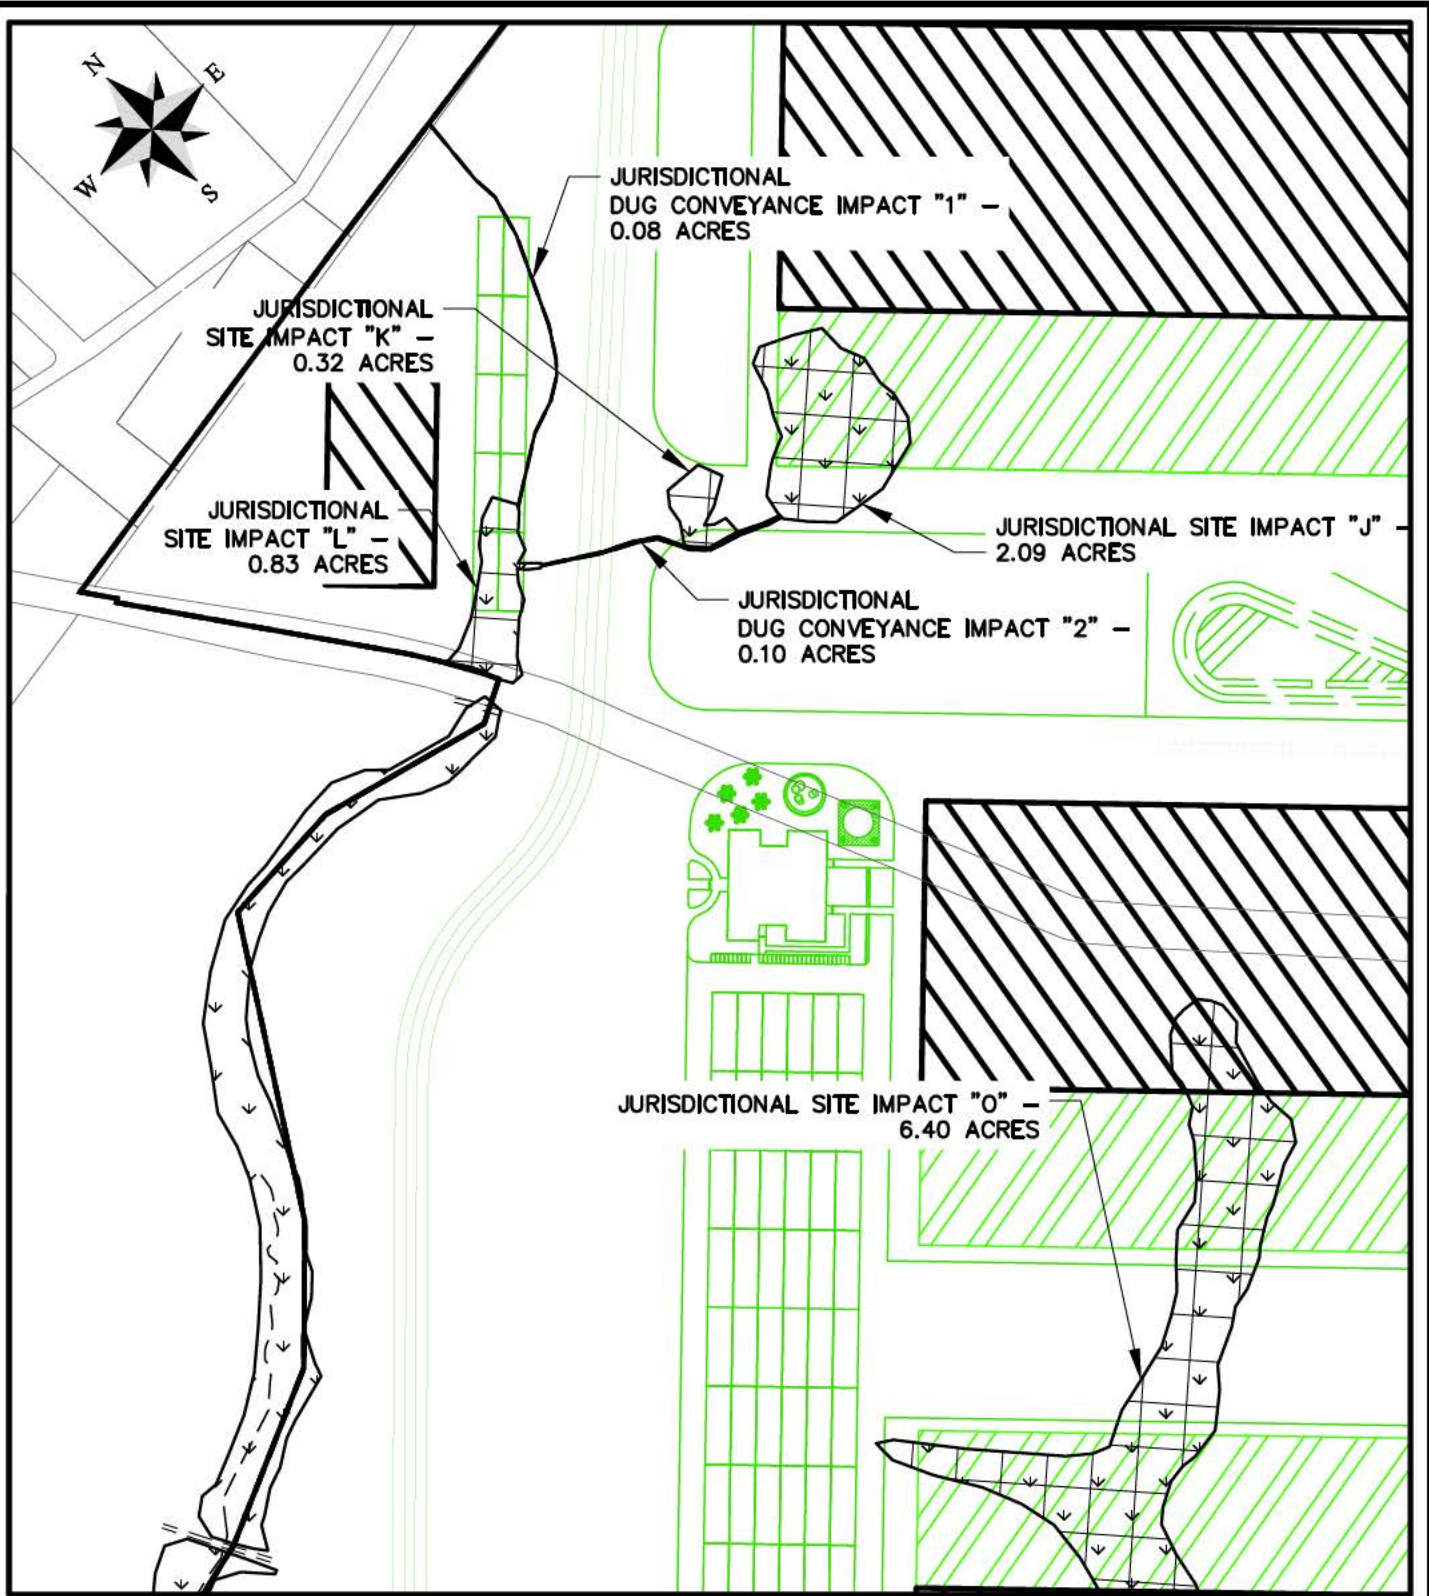 N
E
W
S
JURISDICTIONAL
DUG CONVEYANCE IMPACT "1" –
0.08 ACRES
JURISDICTIONAL
SITE IMPACT "K" –
0.32 ACRES
JURISDICTIONAL
SITE IMPACT "L" –
0.83 ACRES
JURISDICTIONAL SITE IMPACT "J" –
2.09 ACRES
JURISDICTIONAL
DUG CONVEYANCE IMPACT "2" –
0.10 ACRES
JURISDICTIONAL SITE IMPACT "O" –
6.40 ACRES